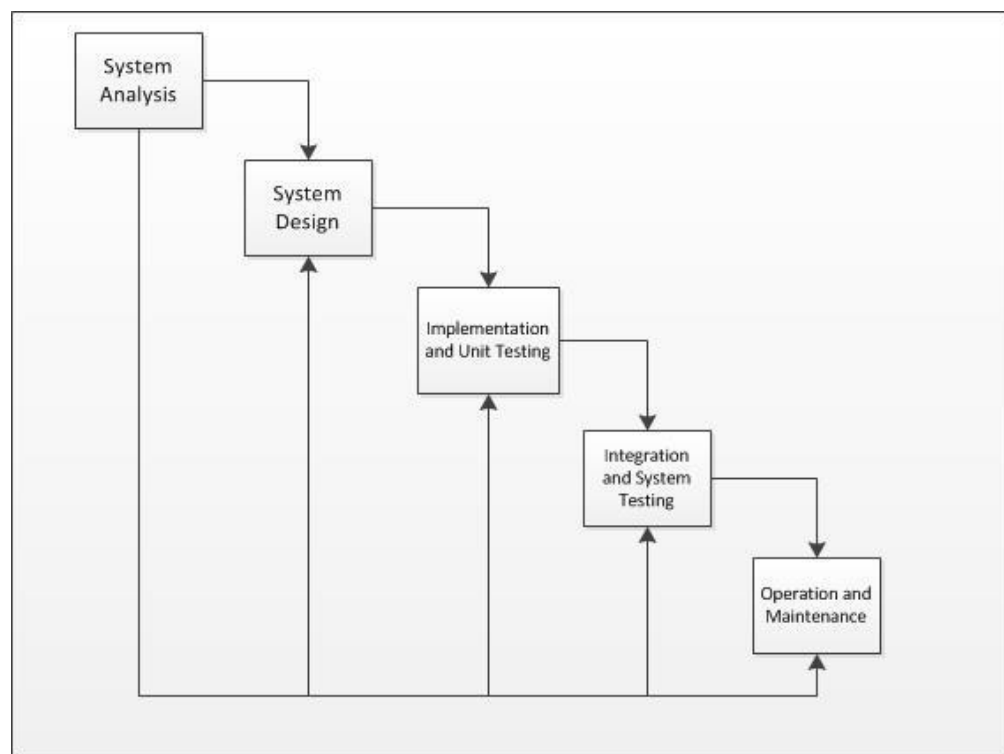 System
Analysis
System
Design
Implementation
and Unit Testing
Integration
and System
Testing
Operation and
Maintenance